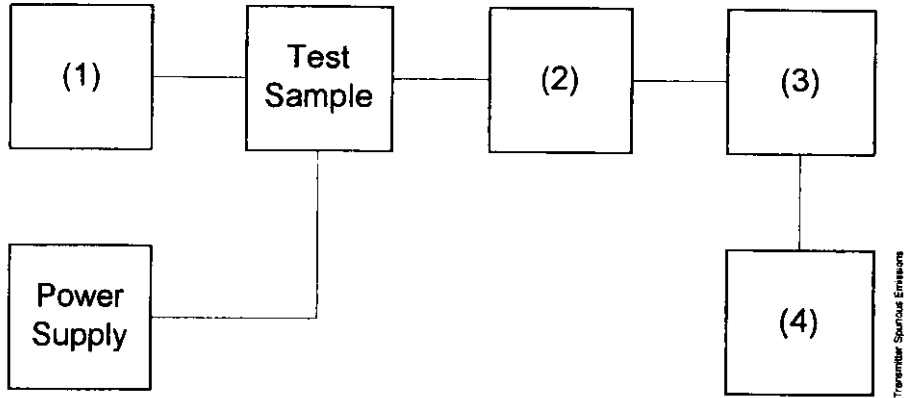 (1)
Test
Sample
(2)
(3)
Power
Supply
(4)
Transmitter Spurious Emissions